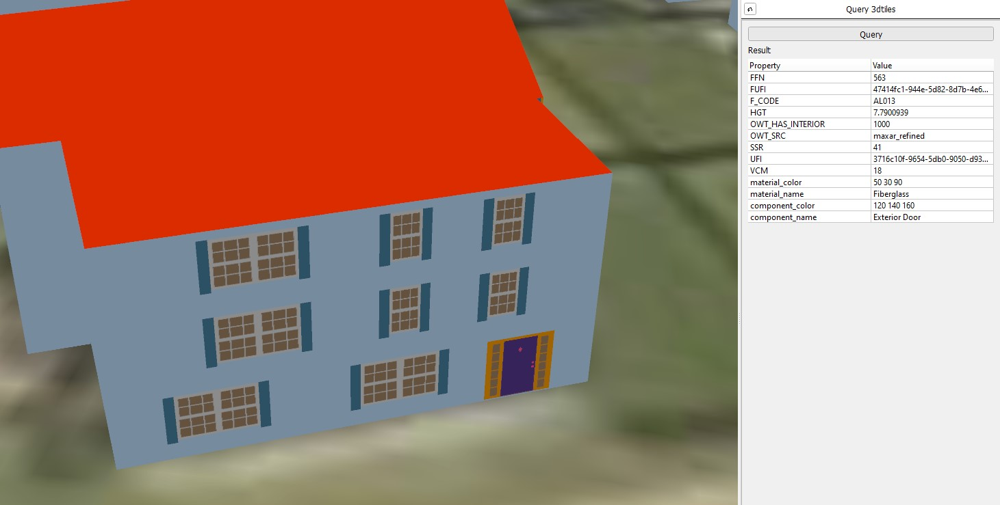 Query 3dtiles
Query
Result
Property Value
FFN 563
FUFI 47414fc1-944e-5d82-8d7b-4e6...
F_CODE AL013
HGT 7.7900939
OWT_HAS_INTERIOR 1000
OWT_SRC maxar_refined
SSR 41
UFI 3716c10f-9654-5db0-9050-d93...
VCM 18
material_color 50 30 90
material_name Fiberglass
component_color 120 140 160
component_name Exterior Door